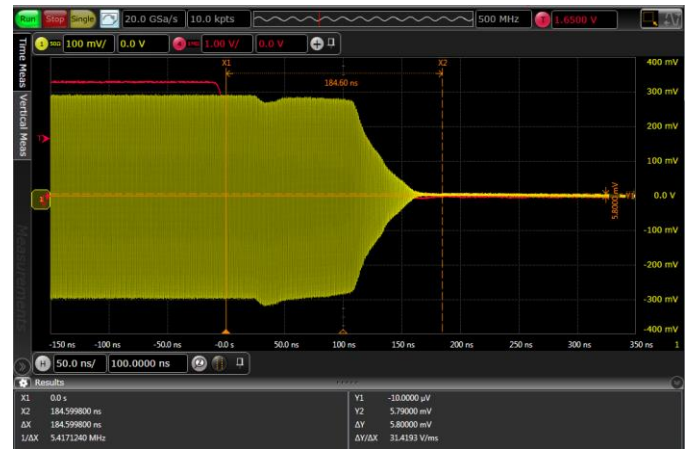 Run Stop Single 20.0 GSa/s 10.0 kpts 500 MHz T 1.6500 V
1 50Ω 100 mV/ 0.0 V 4 1.00 V/ 0.0 V
Time Meas
Vertical Meas
Measurements
X1 X2
184.60 ns
400 mV
300 mV
200 mV
100 mV
0.0 V
-100 mV
-200 mV
-300 mV
-400 mV
T
1
Y1
5.8000 mV
-150 ns -100 ns -50.0 ns -0.0 s 50.0 ns 100 ns 150 ns 200 ns 250 ns 300 ns 350 ns 1
H 50.0 ns/ 100.0000 ns
Results
X1 0.0 s Y1 -10.0000 μV
X2 184.599800 ns Y2 5.79000 mV
ΔX 184.599800 ns ΔY 5.80000 mV
1/ΔX 5.4171240 MHz ΔY/ΔX 31.4193 V/ms